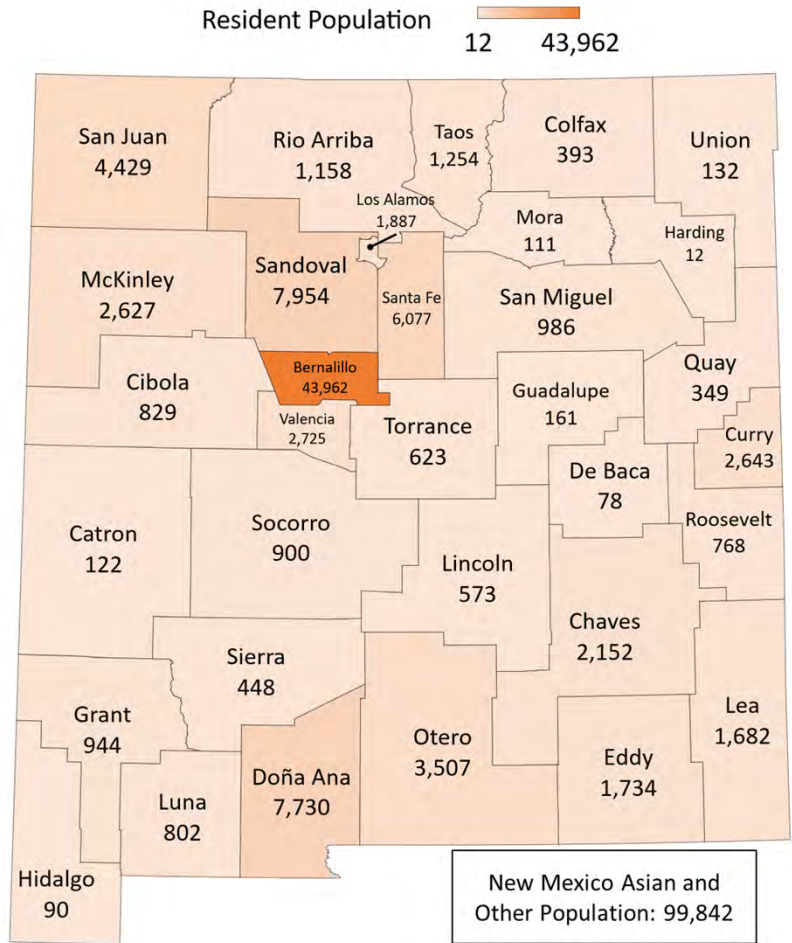 Resident Population
12 43,962
San Juan
4,429
Rio Arriba
1,158
Taos
1,254
Colfax
393
Union
132
Los Alamos
1,887
Mora
111
Harding
12
McKinley
2,627
Sandoval
7,954
Santa Fe
6,077
San Miguel
986
Quay
349
Cibola
829
Bernalillo
43,962
Valencia
2,725
Torrance
623
Guadalupe
161
Curry
2,643
De Baca
78
Roosevelt
768
Catron
122
Socorro
900
Lincoln
573
Chaves
2,152
Sierra
448
Grant
944
Lea
1,682
Otero
3,507
Eddy
1,734
Doña Ana
7,730
Luna
802
Hidalgo
90
New Mexico Asian and
Other Population: 99,842